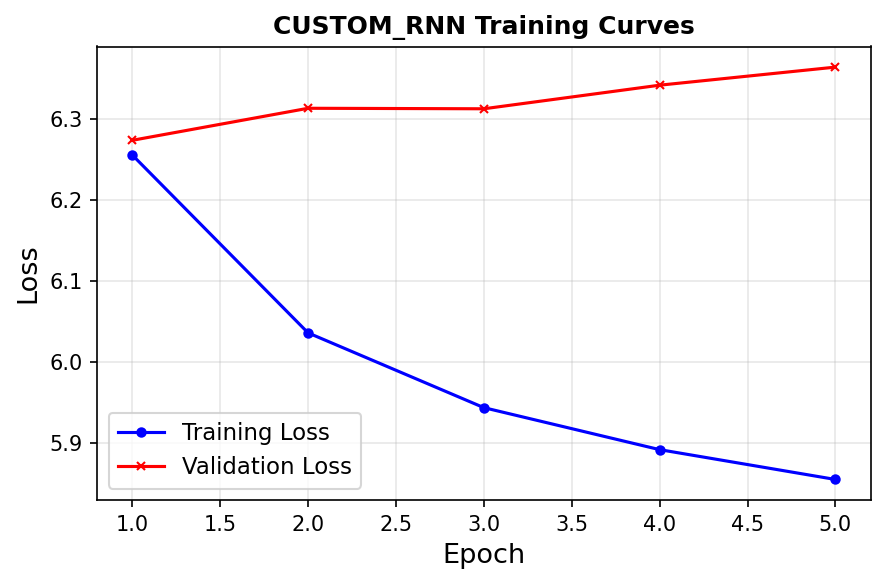 CUSTOM_RNN Training Curves
Loss
6.3
6.2
6.1
6.0
5.9
Training Loss
Validation Loss
1.0 1.5 2.0 2.5 3.0 3.5 4.0 4.5 5.0
Epoch